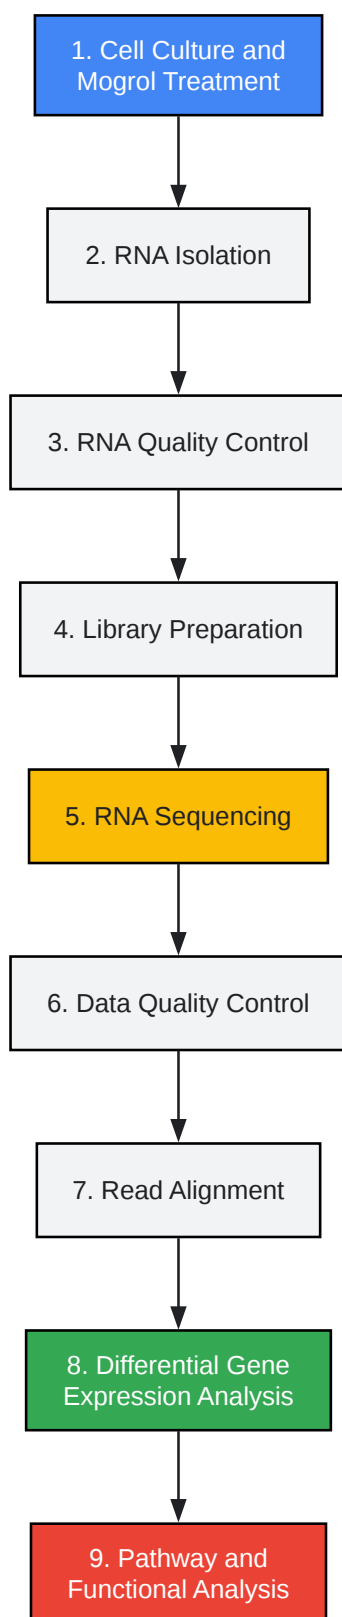 1. Cell Culture and
Mogrol Treatment
2. RNA Isolation
3. RNA Quality Control
4. Library Preparation
5. RNA Sequencing
6. Data Quality Control
7. Read Alignment
8. Differential Gene
Expression Analysis
9. Pathway and
Functional Analysis